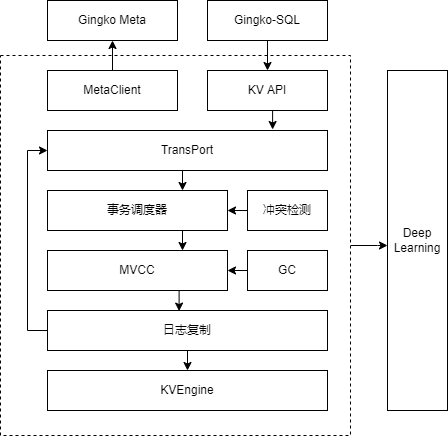 Gingko Meta
Gingko-SQL
MetaClient
KV API
TransPort
事务调度器
冲突检测
MVCC
GC
Deep
Learning
日志复制
KVEngine